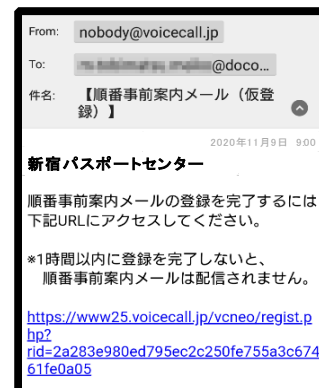 From: nobody@voicecall.jp
To: @doco...
件名: 【順番事前案内メール（仮登
録）】
2020年11月9日 9:00
新宿パスポートセンター
順番事前案内メールの登録を完了するには
下記URLにアクセスしてください。
*1時間以内に登録を完了しないと、
順番事前案内メールは配信されません。
https://www25.voicecall.jp/vcneo/regist.p
hp?
rid=2a283e980ed795ec2c250fe755a3c674
61fe0a05